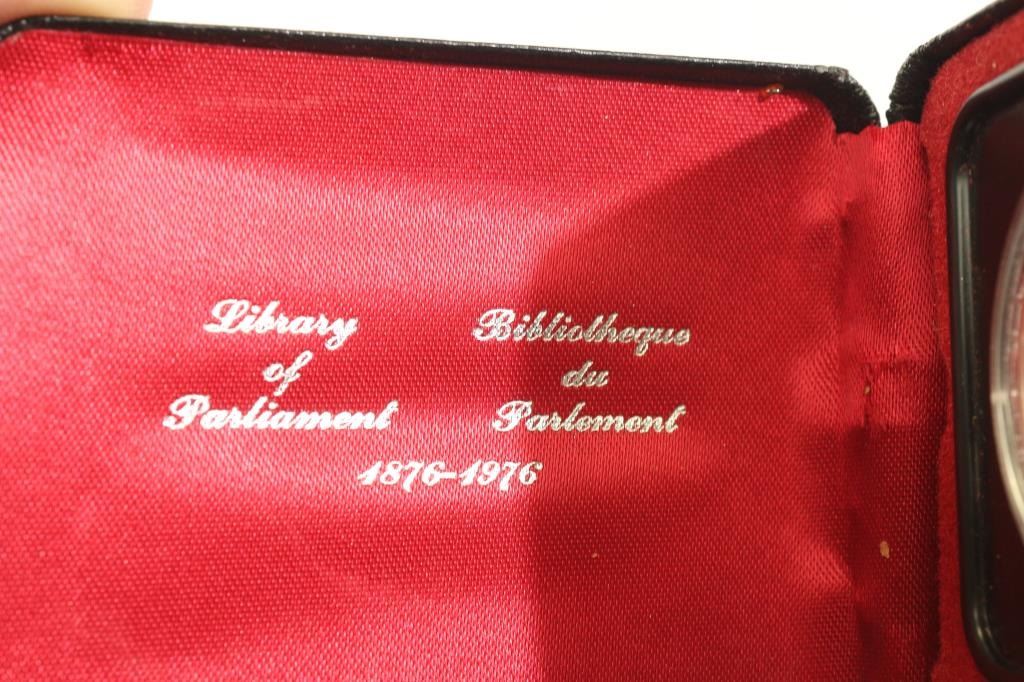 Library
of
Parliament
Bibliotheque
du
Parlement
1876-1976